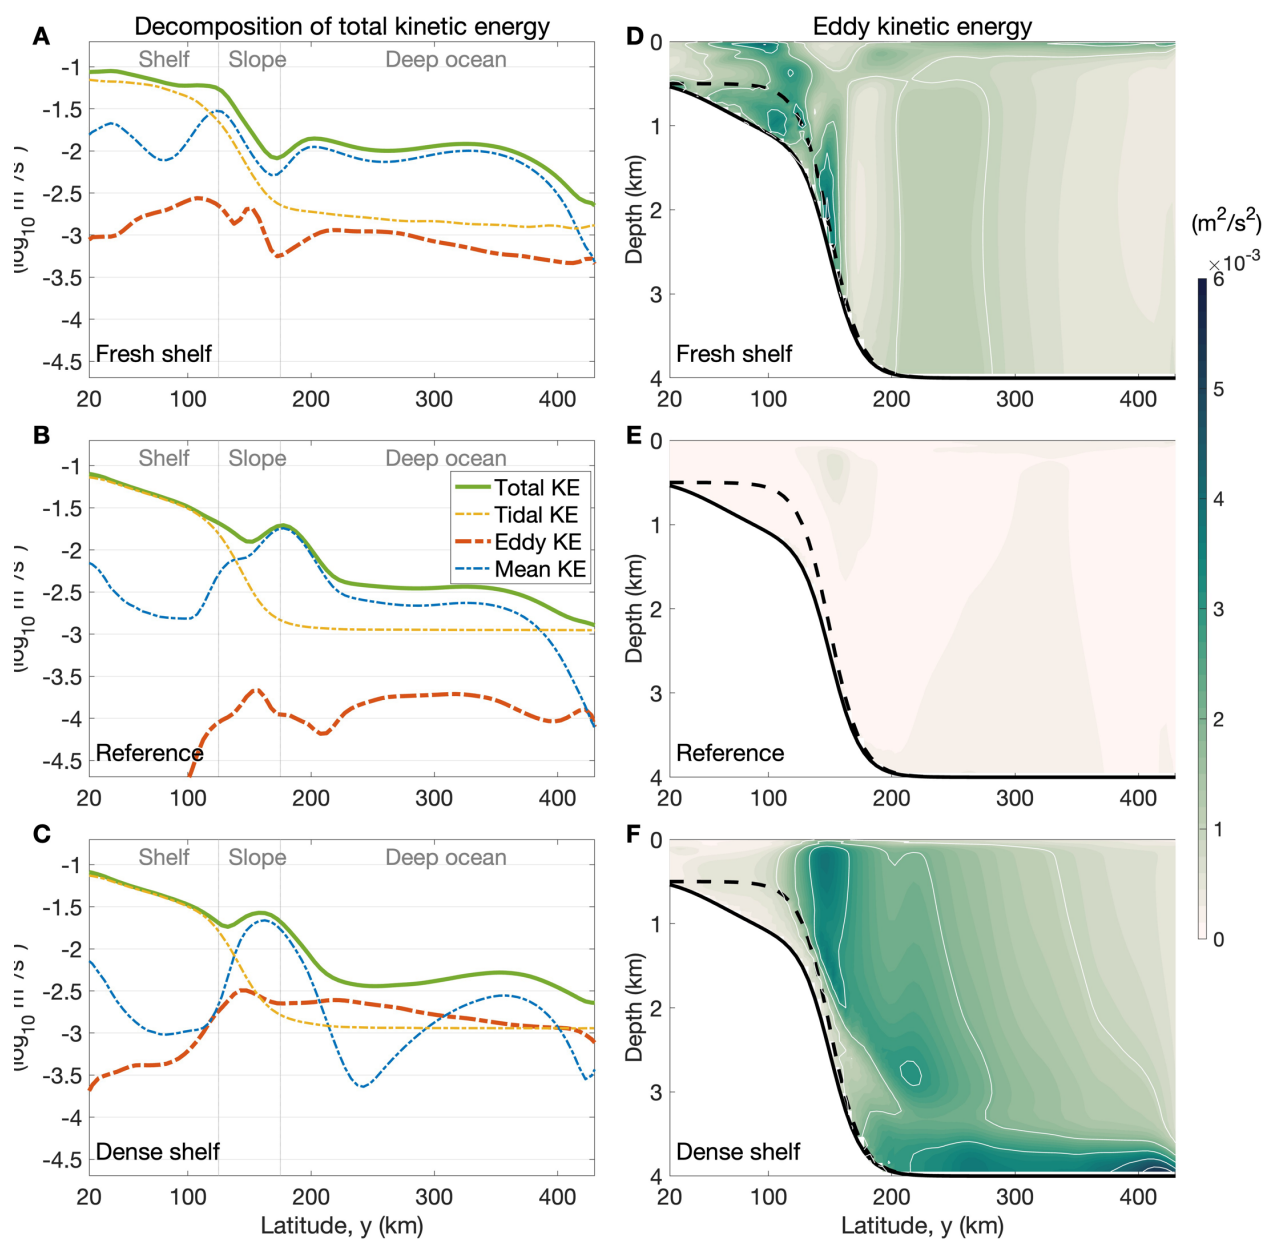 Decomposition of total kinetic energy
Eddy kinetic energy
A
Shelf
Slope
Deep ocean
-1
-1.5
-2
-2.5
-3
-3.5
-4
-4.5
(log10 m /s )
Fresh shelf
20 100 200 300 400
D
0
1
2
3
4
Depth (km)
Fresh shelf
20 100 200 300 400
(m²/s²)
×10⁻³
6
5
4
3
2
1
0
B
Shelf
Slope
Deep ocean
-1
-1.5
-2
-2.5
-3
-3.5
-4
-4.5
(log10 m /s )
Total KE
Tidal KE
Eddy KE
Mean KE
Reference
20 100 200 300 400
E
0
1
2
3
4
Depth (km)
Reference
20 100 200 300 400
C
Shelf
Slope
Deep ocean
-1
-1.5
-2
-2.5
-3
-3.5
-4
-4.5
(log10 m /s )
Dense shelf
20 100 200 300 400
Latitude, y (km)
F
0
1
2
3
4
Depth (km)
Dense shelf
20 100 200 300 400
Latitude, y (km)